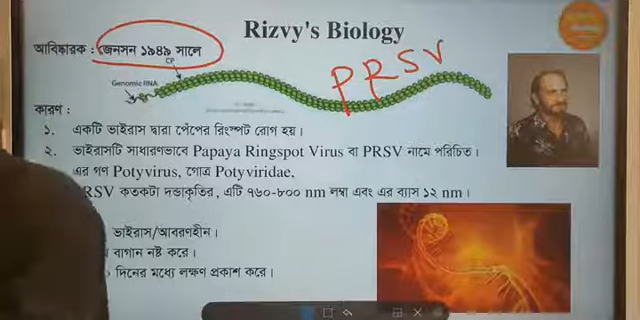 Rizvy's Biology
আবিষ্কারক : জেনসন ১৯৪৯ সালে
CP
Genomic RNA
PRSV
কারণ :
১. একটি ভাইরাস দ্বারা পেঁপের রিংস্পট রোগ হয়।
২. ভাইরাসটি সাধারণভাবে Papaya Ringspot Virus বা PRSV নামে পরিচিত।
এর গণ Potyvirus, গোত্র Potyviridae,
RSV কতকটা দন্ডাকৃতির, এটি ৭৬০-৮০০ nm লম্বা এবং এর ব্যাস ১২ nm।
ভাইরাস/আবরণহীন।
বাগান নষ্ট করে।
দিনের মধ্যে লক্ষণ প্রকাশ করে।